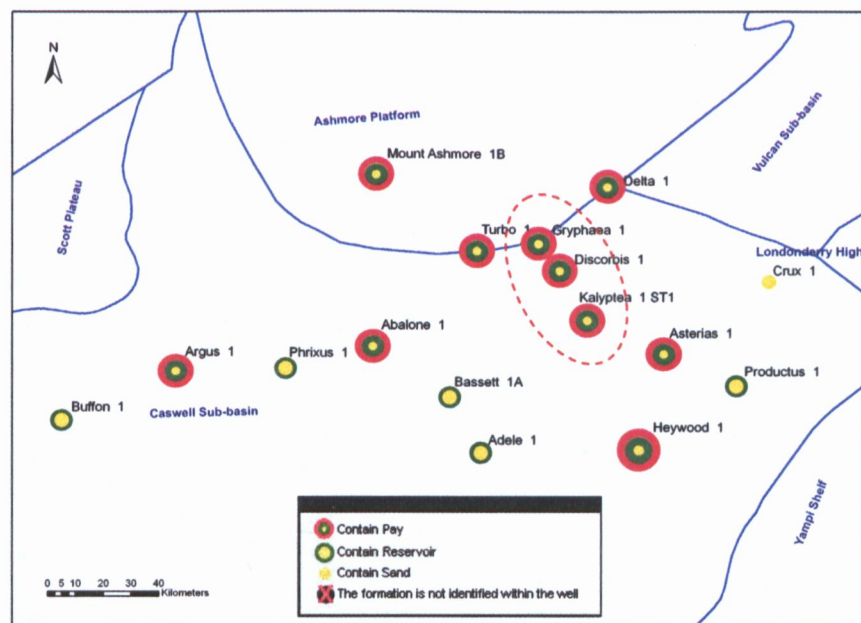 N
Ashmore Platform
Vulcan Sub-basin
Mount Ashmore 1B
Delta 1
Scott Plateau
Turbo 1
Gryphaea 1
Discorbis 1
Londonderry High
Crux 1
Kalyptea 1 ST1
Abalone 1
Asterias 1
Argus 1
Phrixus 1
Productus 1
Bassett 1A
Buffon 1
Caswell Sub-basin
Heywood 1
Adele 1
Yampi Shelf
Contain Pay
Contain Reservoir
Contain Sand
The formation is not identified within the well
0 5 10 20 30 40
Kilometers